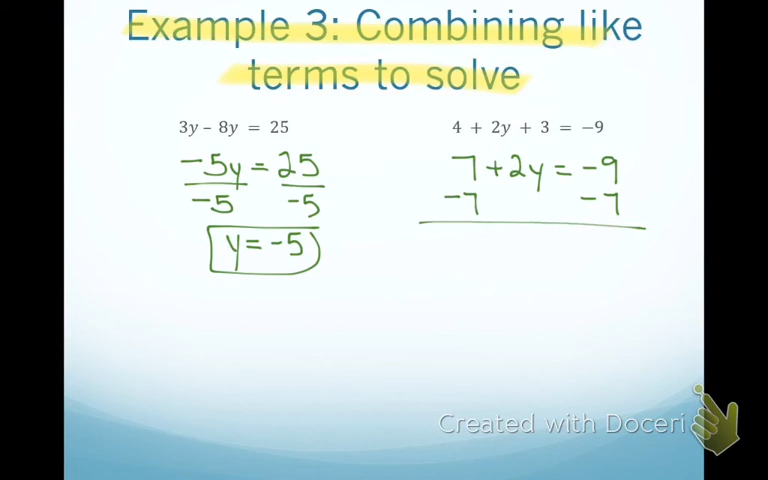 Example 3: Combining like
terms to solve
3y – 8y = 25
-5y = 25
-5 -5
y = -5
4 + 2y + 3 = −9
7 + 2y = -9
-7 -7
Created with Doceri